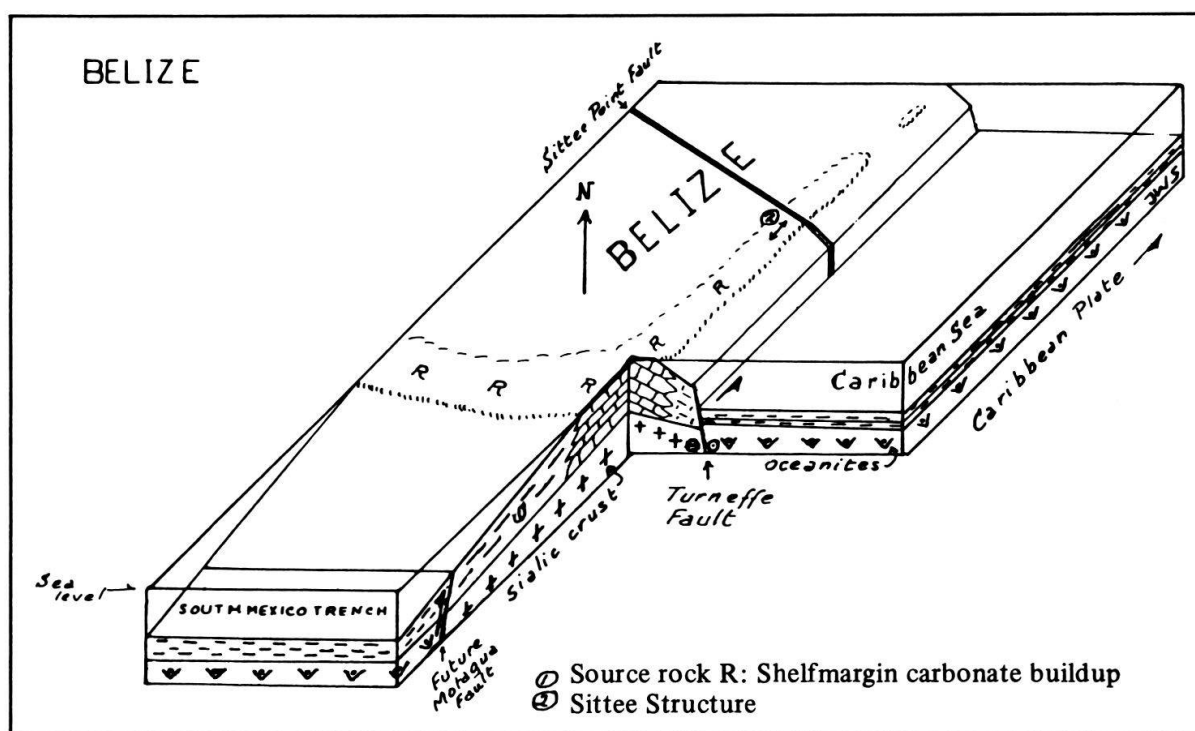 BELIZE
Sittee Point Fault
N
BELIZE
2
R
R
R
R
R
JWS
Caribbean Sea
Caribbean Plate
Oceanites
Turneffe
Fault
Sialic crust
Sea
level
SOUTH MEXICO TRENCH
Future
Motagua
Fault
1 Source rock R: Shelfmargin carbonate buildup
2 Sittee Structure